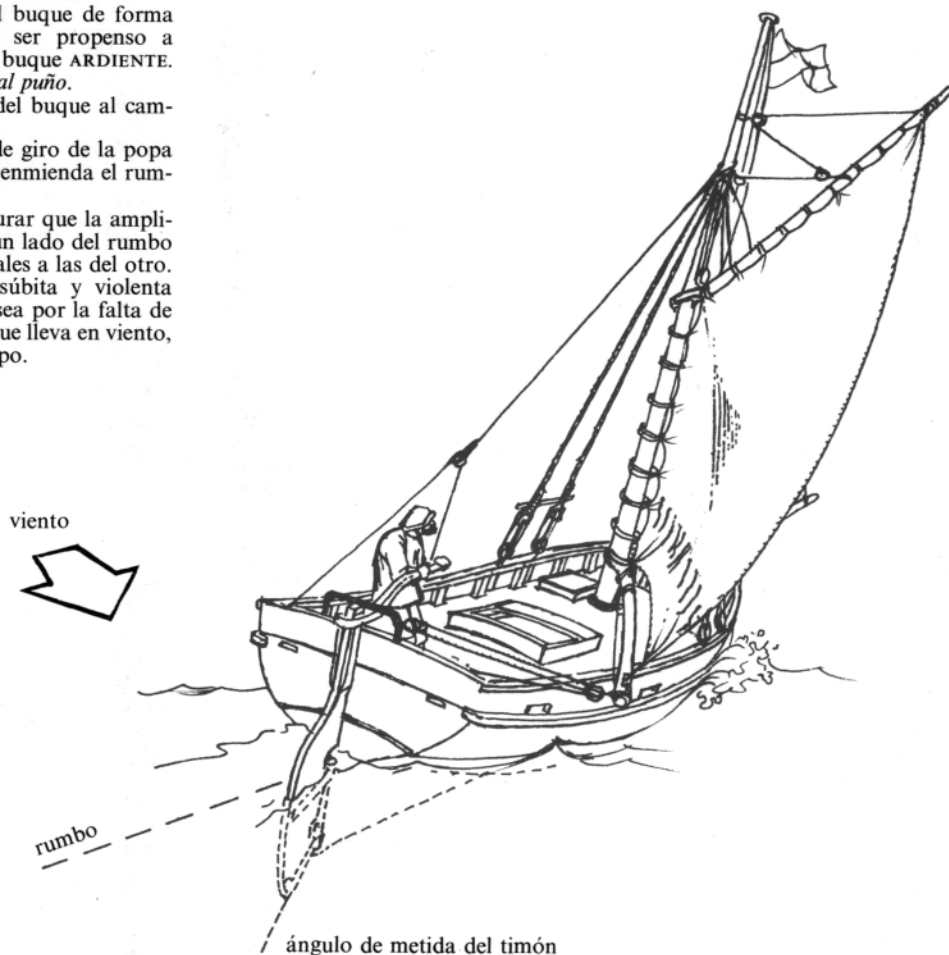 l buque de forma
ser propenso a
buque ARDIENTE.
al puño.
del buque al cam-
le giro de la popa
enmienda el rum-
urar que la ampli-
un lado del rumbo
ales a las del otro.
súbita y violenta
sea por la falta de
que lleva en viento,
po.
viento
rumbo
ángulo de metida del timón